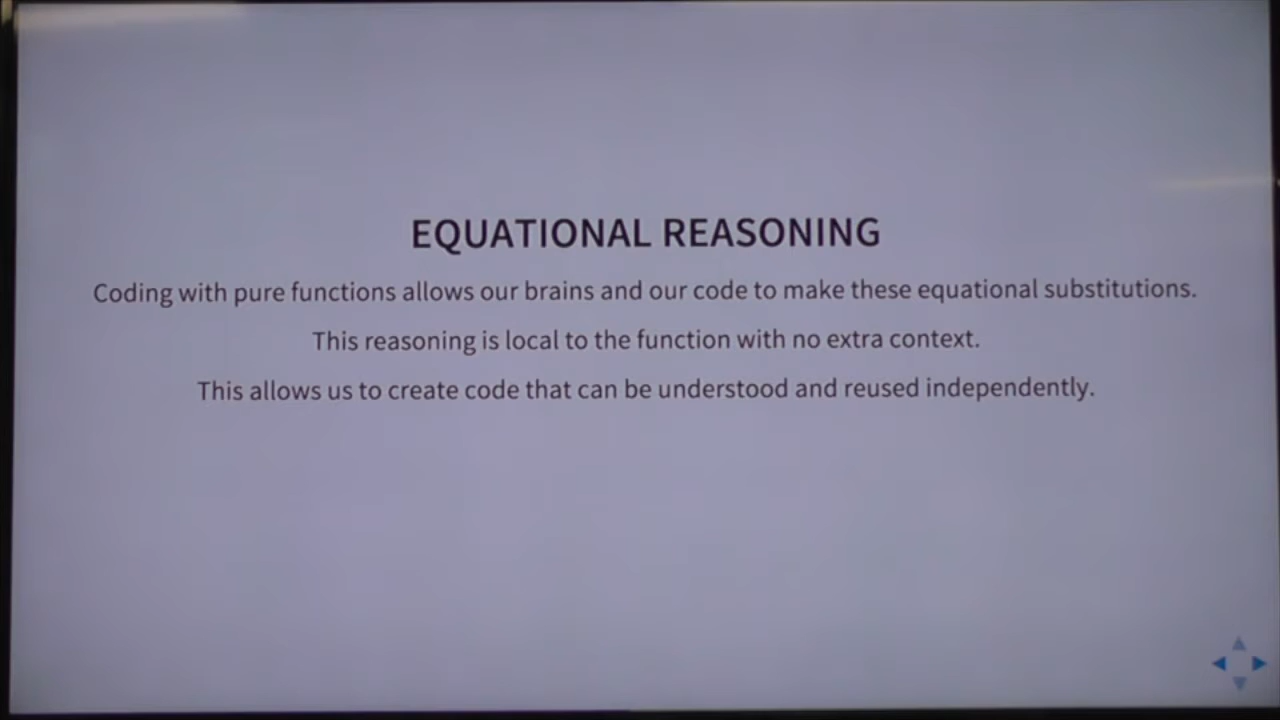 EQUATIONAL REASONING
Coding with pure functions allows our brains and our code to make these equational substitutions.
This reasoning is local to the function with no extra context.
This allows us to create code that can be understood and reused independently.